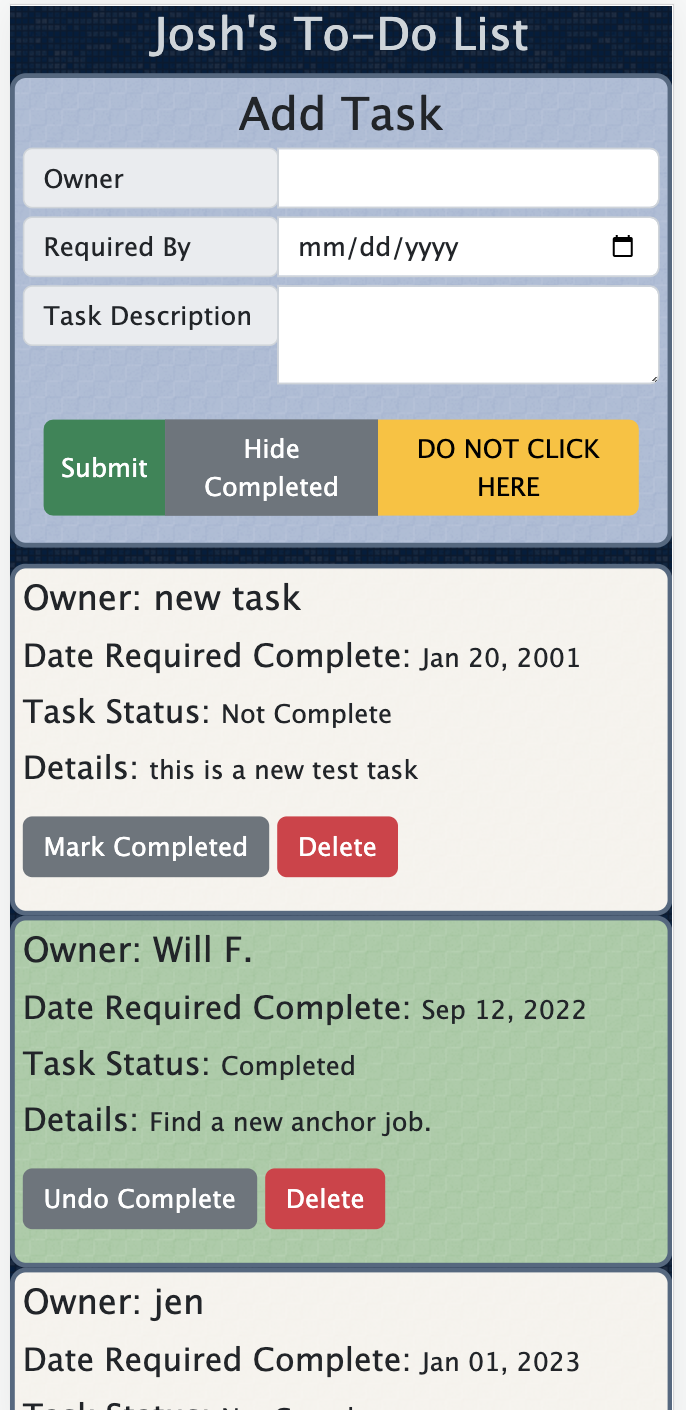 Josh's To-Do List
Add Task
Owner
Required By mm/dd/yyyy
Task Description
Submit
Hide
Completed
DO NOT CLICK
HERE
Owner: new task
Date Required Complete: Jan 20, 2001
Task Status: Not Complete
Details: this is a new test task
Mark Completed Delete
Owner: Will F.
Date Required Complete: Sep 12, 2022
Task Status: Completed
Details: Find a new anchor job.
Undo Complete Delete
Owner: jen
Date Required Complete: Jan 01, 2023